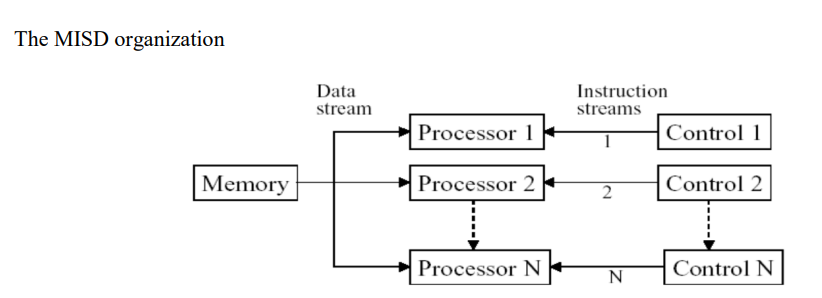 The MISD organization
Data
stream
Instruction
streams
Processor 1
1
Control 1
Memory
Processor 2
2
Control 2
Processor N
N
Control N